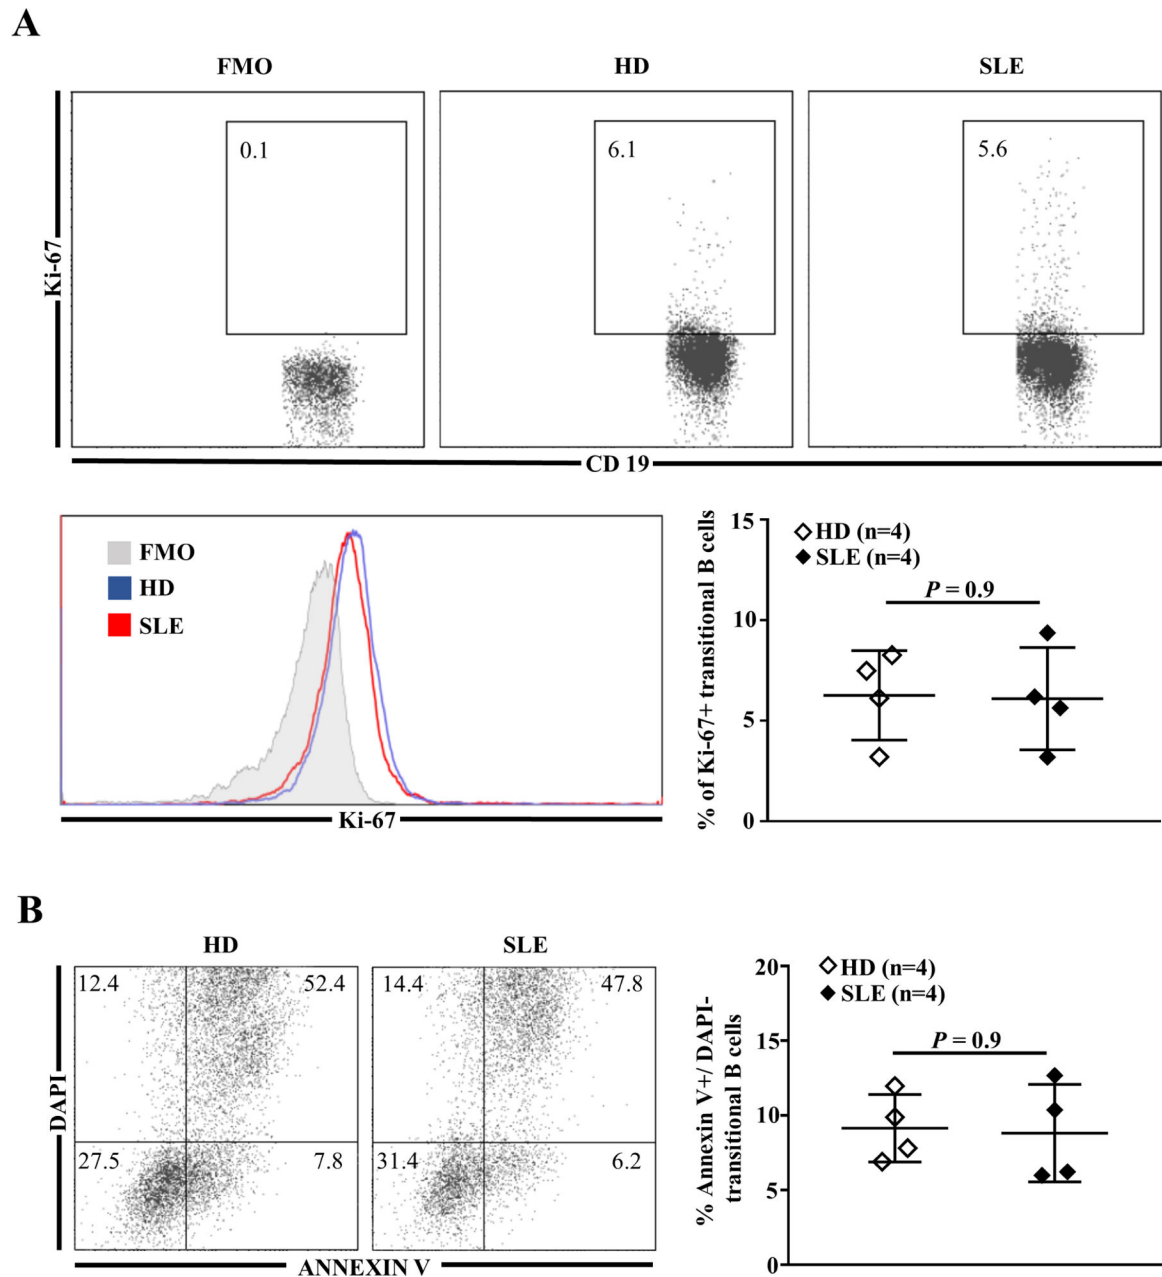 A
FMO
HD
SLE
0.1
6.1
5.6
Ki-67
CD 19
FMO
HD
SLE
Ki-67
% of Ki-67+ transitional B cells
15
10
5
0
HD (n=4)
SLE (n=4)
P = 0.9
B
HD
SLE
12.4
52.4
14.4
47.8
27.5
7.8
31.4
6.2
DAPI
ANNEXIN V
% Annexin V+/ DAPI-
transitional B cells
20
15
10
5
0
HD (n=4)
SLE (n=4)
P = 0.9